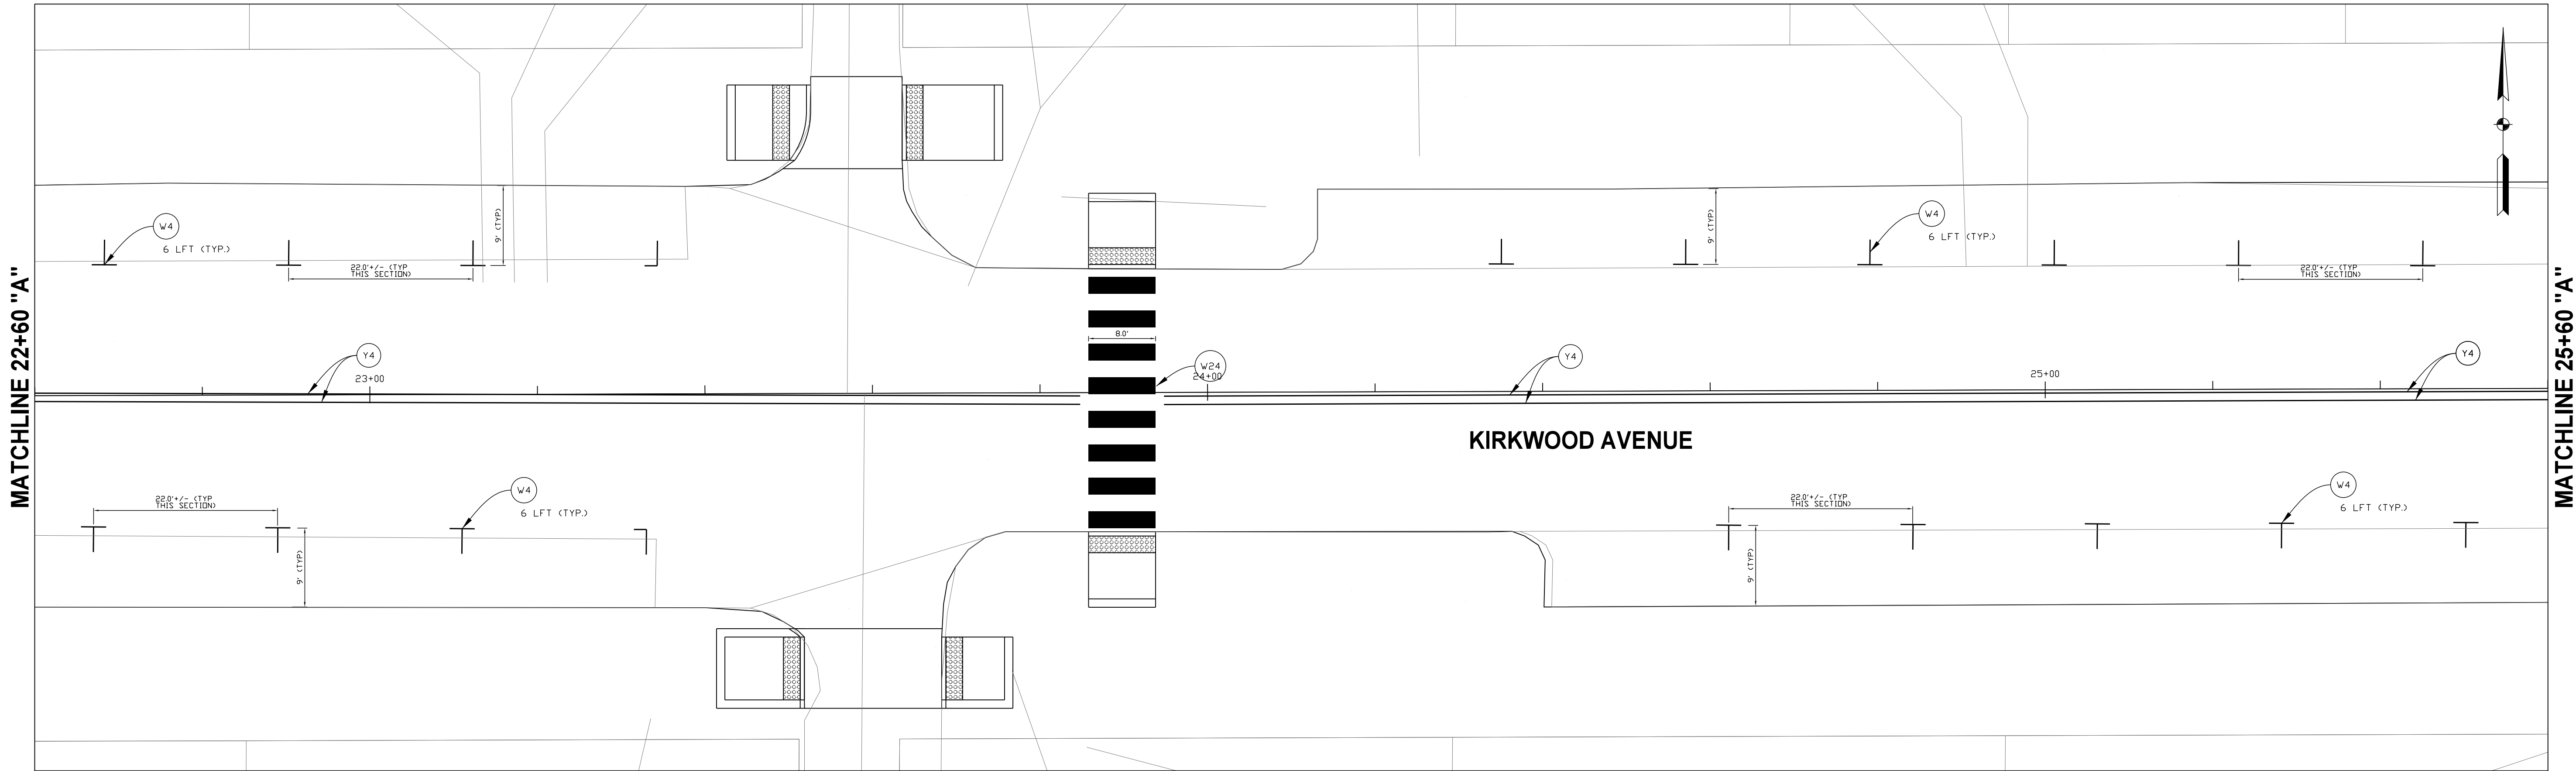 MATCHLINE 22+60 "A"
MATCHLINE 25+60 "A"
W4
6 LFT (TYP.)
9' (TYP)
22.0'+/- (TYP
THIS SECTION)
9' (TYP)
W4
6 LFT (TYP.)
22.0'+/- (TYP
THIS SECTION)
8.0'
Y4
23+00
W24
24+00
Y4
25+00
Y4
KIRKWOOD AVENUE
22.0'+/- (TYP
THIS SECTION)
W4
6 LFT (TYP.)
9' (TYP)
22.0'+/- (TYP
THIS SECTION)
W4
6 LFT (TYP.)
9' (TYP)